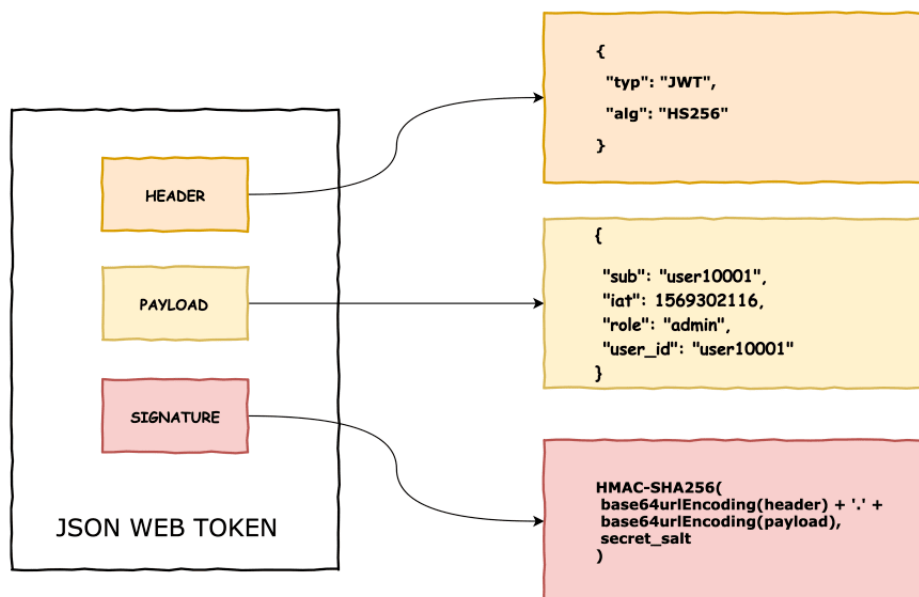 {
"typ": "JWT",
"alg": "HS256"
}
HEADER
{
"sub": "user10001",
"iat": 1569302116,
"role": "admin",
"user_id": "user10001"
}
PAYLOAD
SIGNATURE
HMAC-SHA256(
base64urlEncoding(header) + '.' +
base64urlEncoding(payload),
secret_salt
)
JSON WEB TOKEN